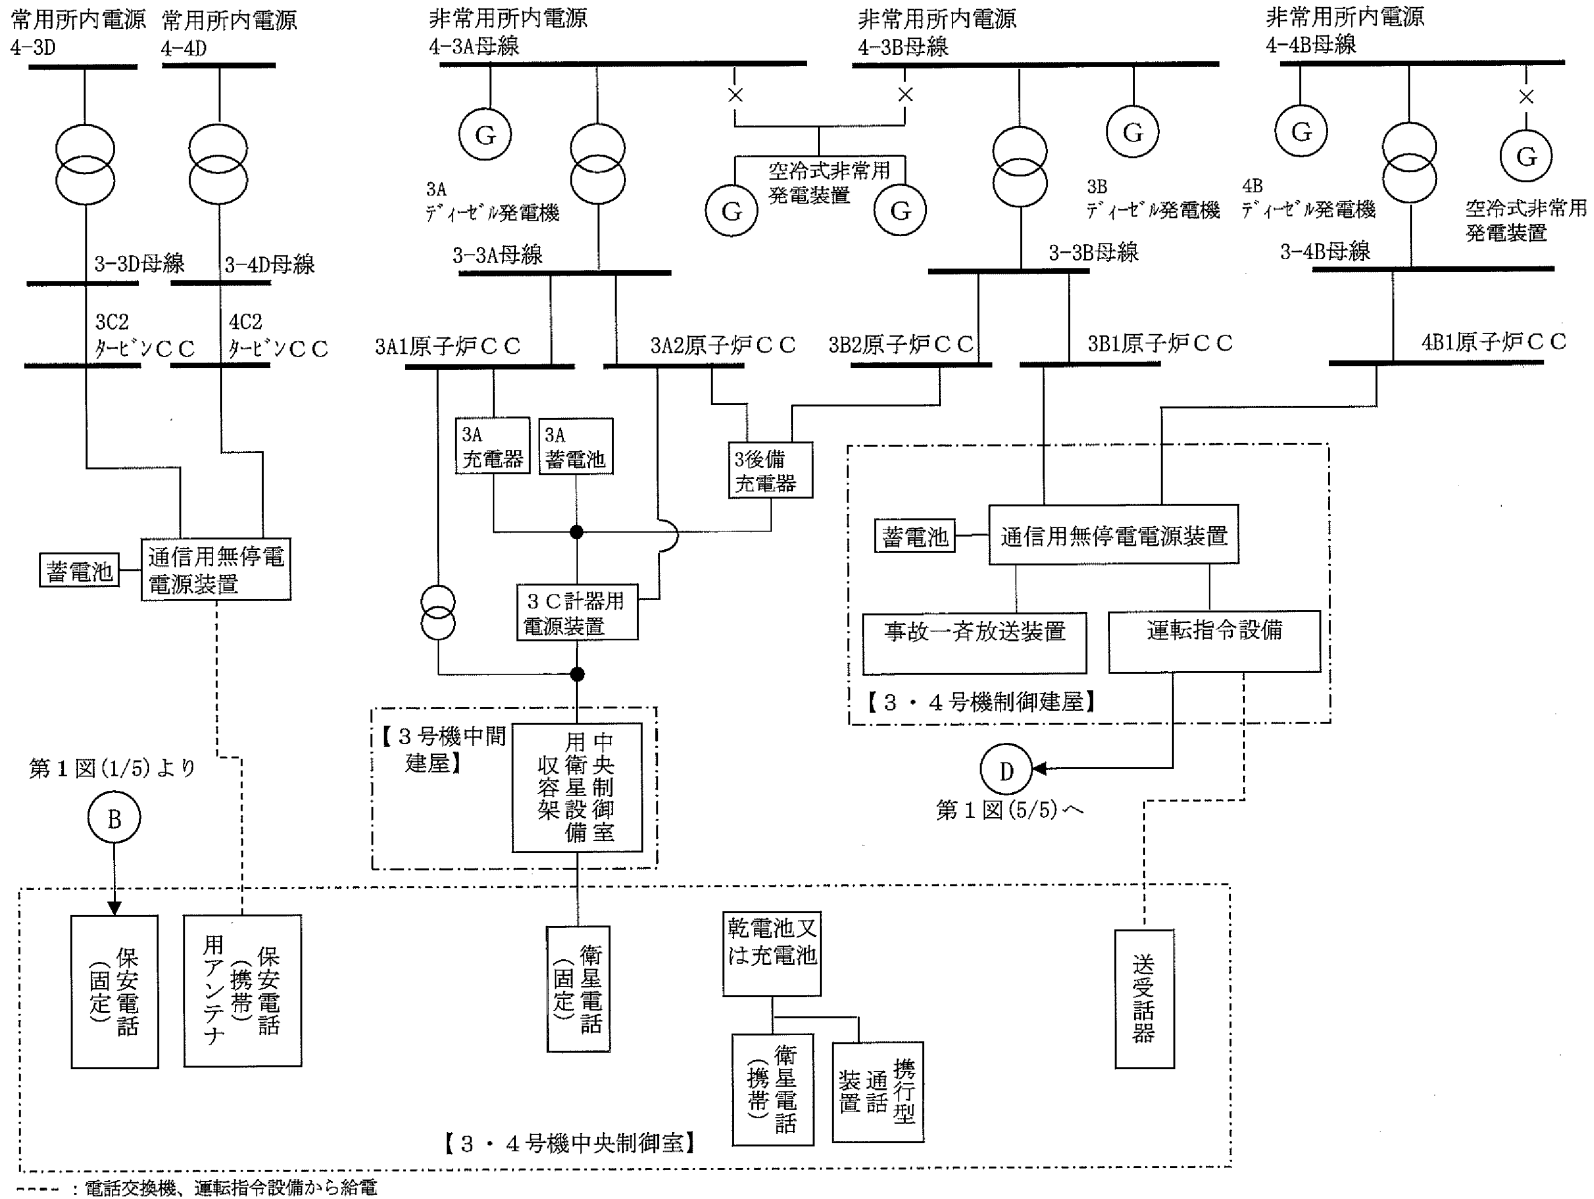 常用所内電源
4-3D
常用所内電源
4-4D
非常用所内電源
4-3A母線
非常用所内電源
4-3B母線
非常用所内電源
4-4B母線
×
×
×
G
G
G
G
G
G
3A
ﾃﾞｨｰｾﾞﾙ発電機
空冷式非常用
発電装置
3B
ﾃﾞｨｰｾﾞﾙ発電機
4B
ﾃﾞｨｰｾﾞﾙ発電機
空冷式非常用
発電装置
3-3D母線
3-4D母線
3-3A母線
3-3B母線
3-4B母線
3C2
ﾀｰﾋﾞﾝＣＣ
4C2
ﾀｰﾋﾞﾝＣＣ
3A1原子炉ＣＣ
3A2原子炉ＣＣ
3B2原子炉ＣＣ
3B1原子炉ＣＣ
4B1原子炉ＣＣ
3A
充電器
3A
蓄電池
3後備
充電器
蓄電池
通信用無停電
電源装置
蓄電池
通信用無停電電源装置
３Ｃ計器用
電源装置
事故一斉放送装置
運転指令設備
【３・４号機制御建屋】
【３号機中間
建屋】
中央制御室
用衛星設備
収容架
第１図(1/5)より
B
D
第１図(5/5)へ
保安電話
（固定）
保安電話
（携帯）
用アンテナ
衛星電話
（固定）
乾電池又
は充電池
衛星電話
（携帯）
携行型
通話
装置
送受話器
【３・４号機中央制御室】
-----：電話交換機、運転指令設備から給電